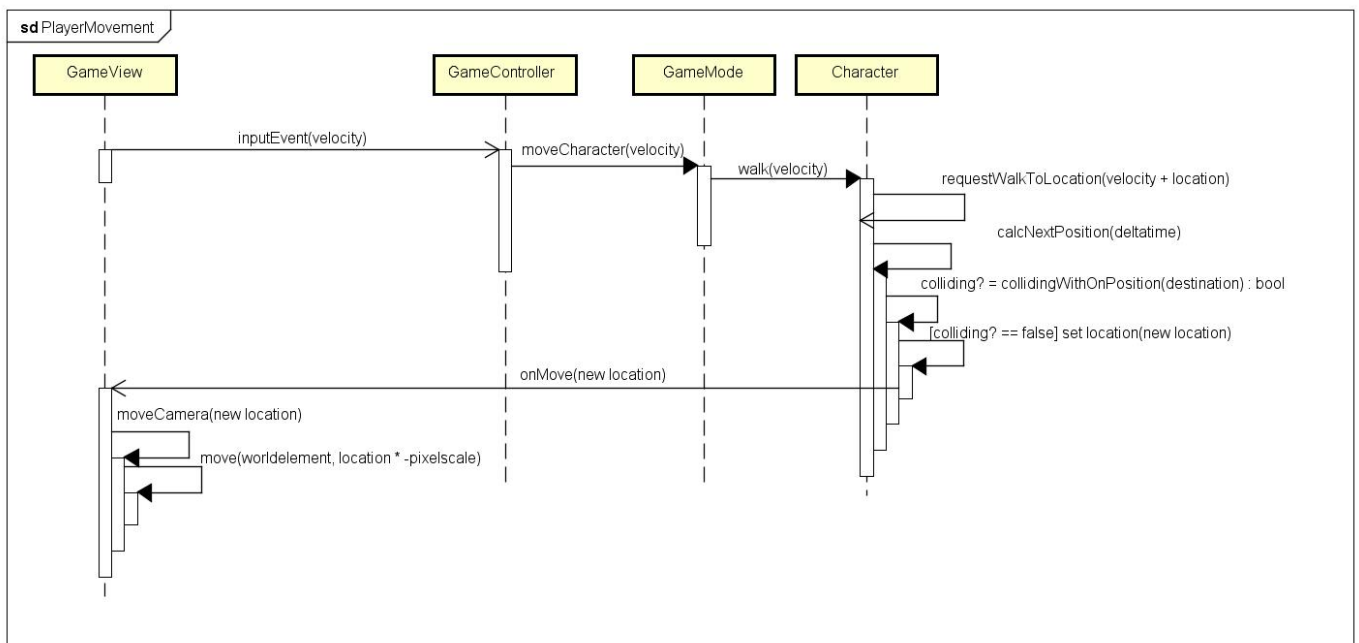 sd PlayerMovement
GameView
GameController
GameMode
Character
inputEvent(velocity)
moveCharacter(velocity)
walk(velocity)
requestWalkToLocation(velocity + location)
calcNextPosition(deltatime)
colliding? = collidingWithOnPosition(destination) : bool
[colliding? == false] set location(new location)
onMove(new location)
moveCamera(new location)
move(worldelement, location * -pixelscale)